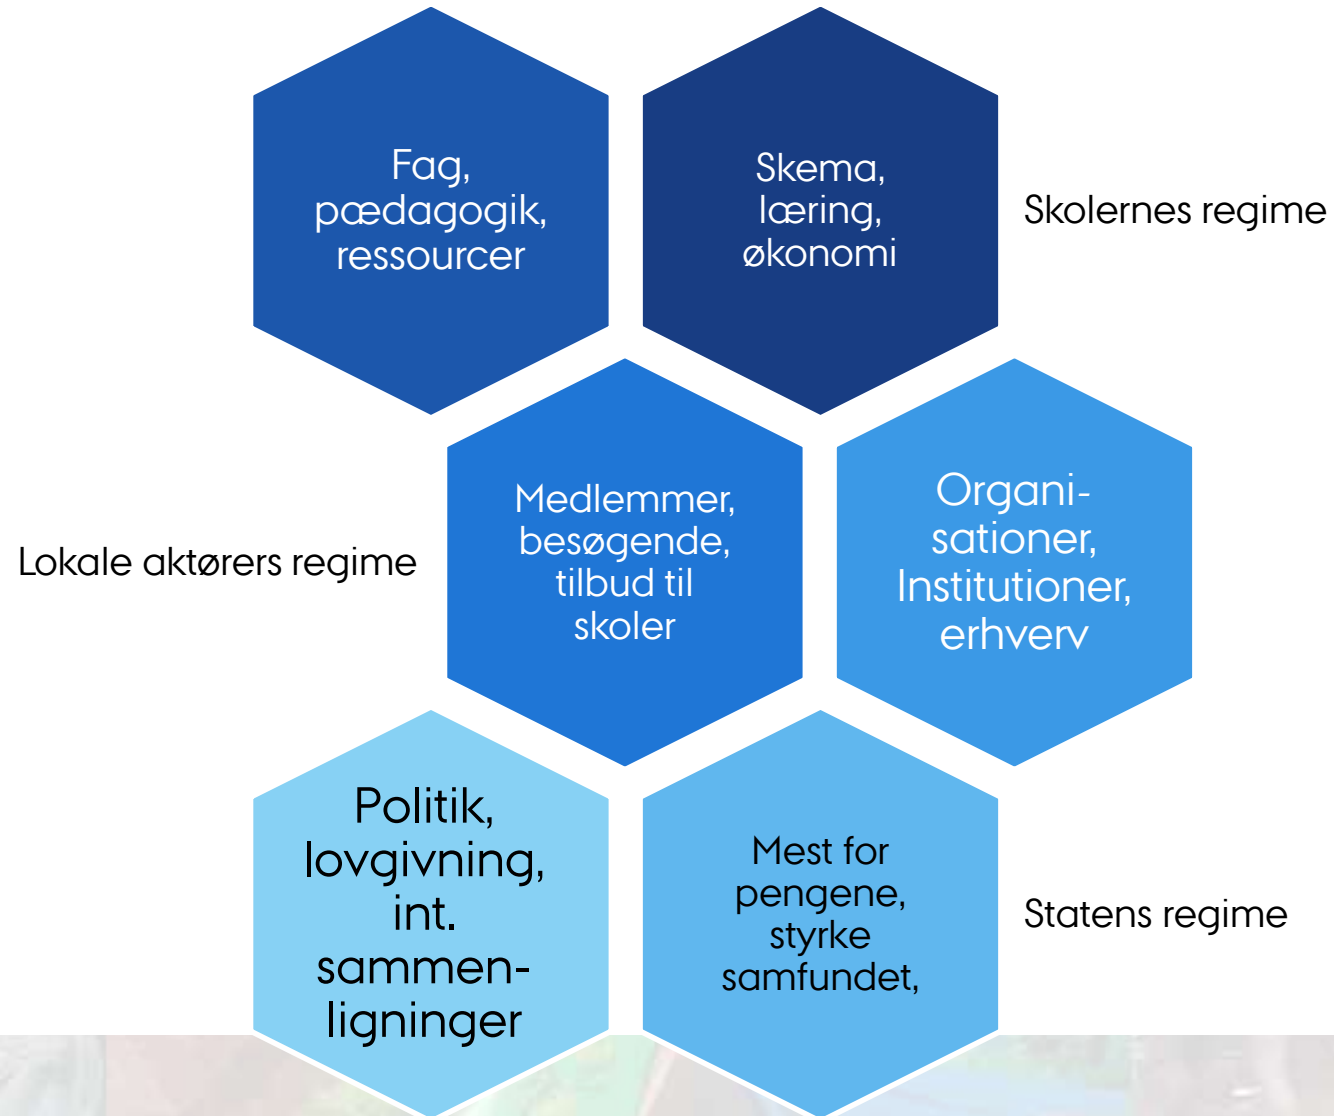 Fag,
pædagogik,
ressourcer
Skema,
læring,
økonomi
Skolernes regime
Lokale aktørers regime
Medlemmer,
besøgende,
tilbud til
skoler
Organi-
sationer,
Institutioner,
erhverv
Politik,
lovgivning,
int.
sammen-
ligninger
Mest for
pengene,
styrke
samfundet,
Statens regime